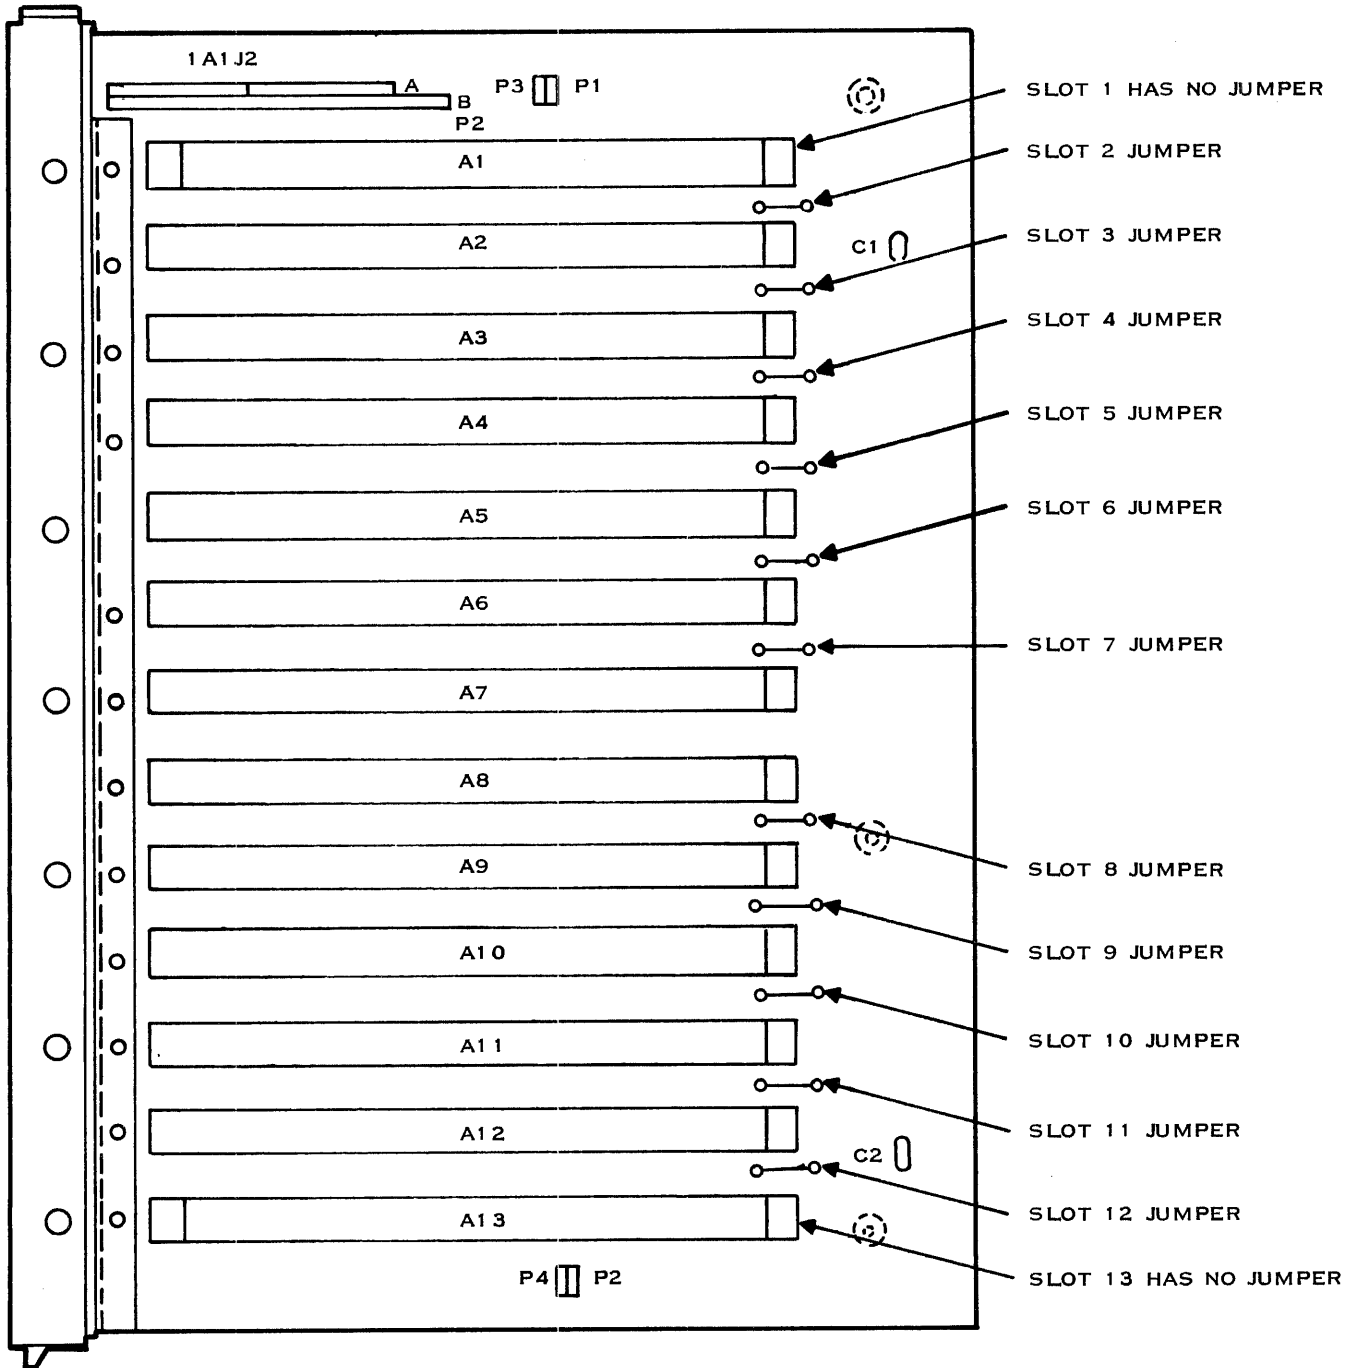 1A1J2
A
B
P3 P1
P2
SLOT 1 HAS NO JUMPER
A1
SLOT 2 JUMPER
A2
C1
SLOT 3 JUMPER
A3
SLOT 4 JUMPER
A4
SLOT 5 JUMPER
A5
SLOT 6 JUMPER
A6
SLOT 7 JUMPER
A7
A8
SLOT 8 JUMPER
A9
SLOT 9 JUMPER
A10
SLOT 10 JUMPER
A11
SLOT 11 JUMPER
A12
C2
SLOT 12 JUMPER
A13
SLOT 13 HAS NO JUMPER
P4 P2